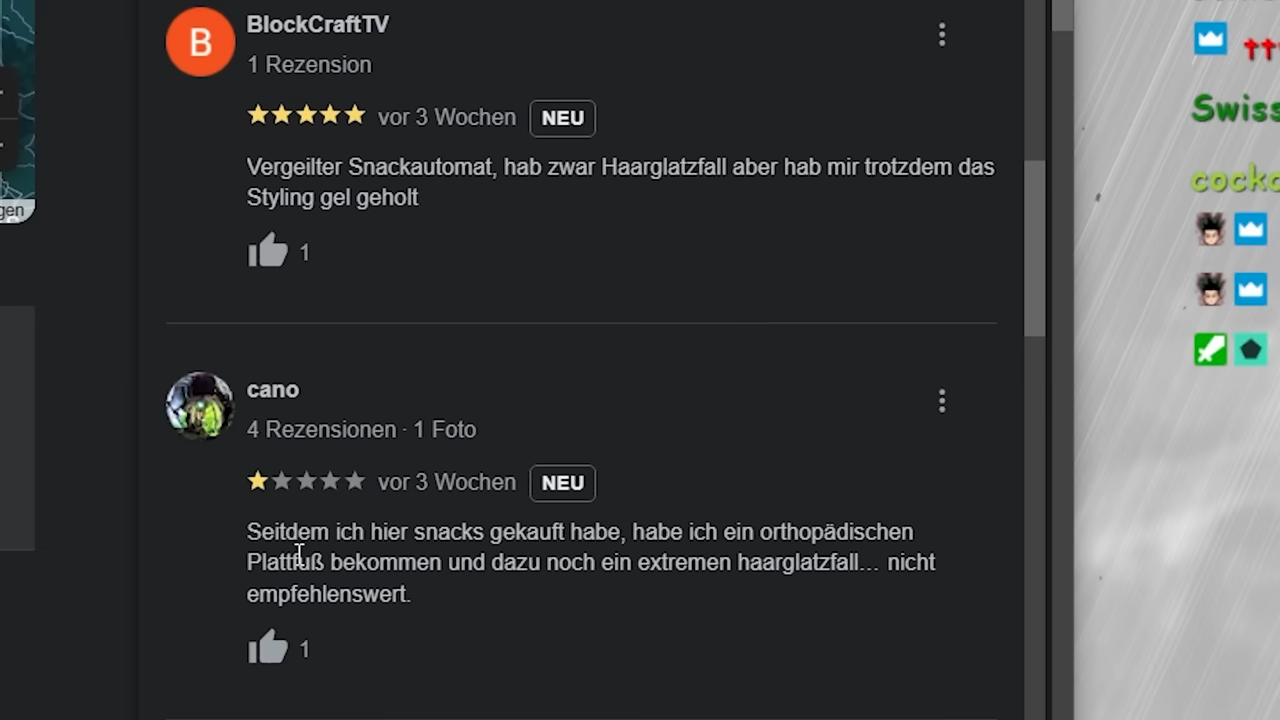 BlockCraftTV
1 Rezension
vor 3 Wochen NEU
Vergeilter Snackautomat, hab zwar Haarglatzfall aber hab mir trotzdem das
Styling gel geholt
1
cano
4 Rezensionen · 1 Foto
vor 3 Wochen NEU
Seitdem ich hier snacks gekauft habe, habe ich ein orthopädischen
Plattfuß bekommen und dazu noch ein extremen haarglatzfall... nicht
empfehlenswert.
1
gen
B
Swiss